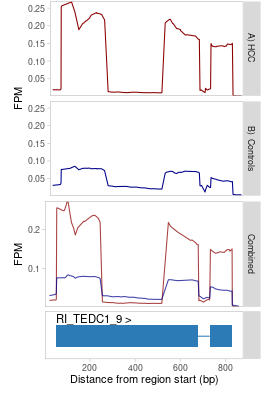 0.25
0.20
0.15
0.10
0.05
FPM
A) HCC
0.25
0.20
0.15
0.10
0.05
B) Controls
0.2
0.1
FPM
Combined
RI_TEDC1_9 >
200 400 600 800
Distance from region start (bp)